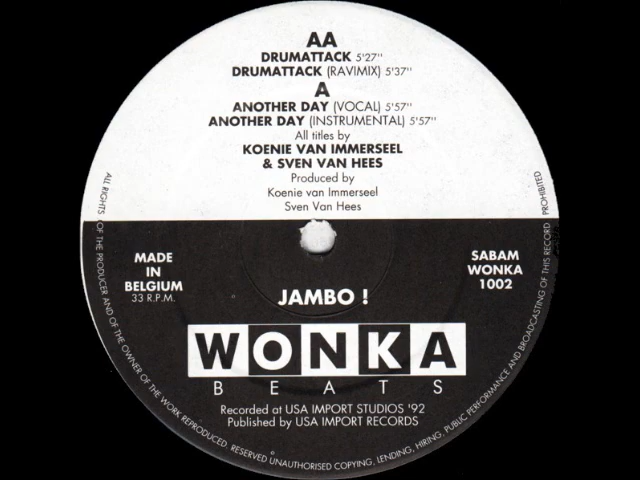 AA
DRUMATTACK 5'27"
DRUMATTACK (RAVIMIX) 5'37"
A
ANOTHER DAY (VOCAL) 5'57"
ANOTHER DAY (INSTRUMENTAL) 5'57"
All titles by
KOENIE VAN IMMERSEEL
& SVEN VAN HEES
Produced by
Koenie van Immerseel
Sven Van Hees
MADE
IN
BELGIUM
33 R.P.M.
SABAM
WONKA
1002
JAMBO !
WONKA
BEATS
Recorded at USA IMPORT STUDIOS '92
Published by USA IMPORT RECORDS
ALL RIGHTS OF THE PRODUCER AND OF THE OWNER OF THE WORK REPRODUCED. RESERVED UNAUTHORISED COPYING, LENDING, HIRING, PUBLIC PERFORMANCE AND BROADCASTING OF THIS RECORD PROHIBITED